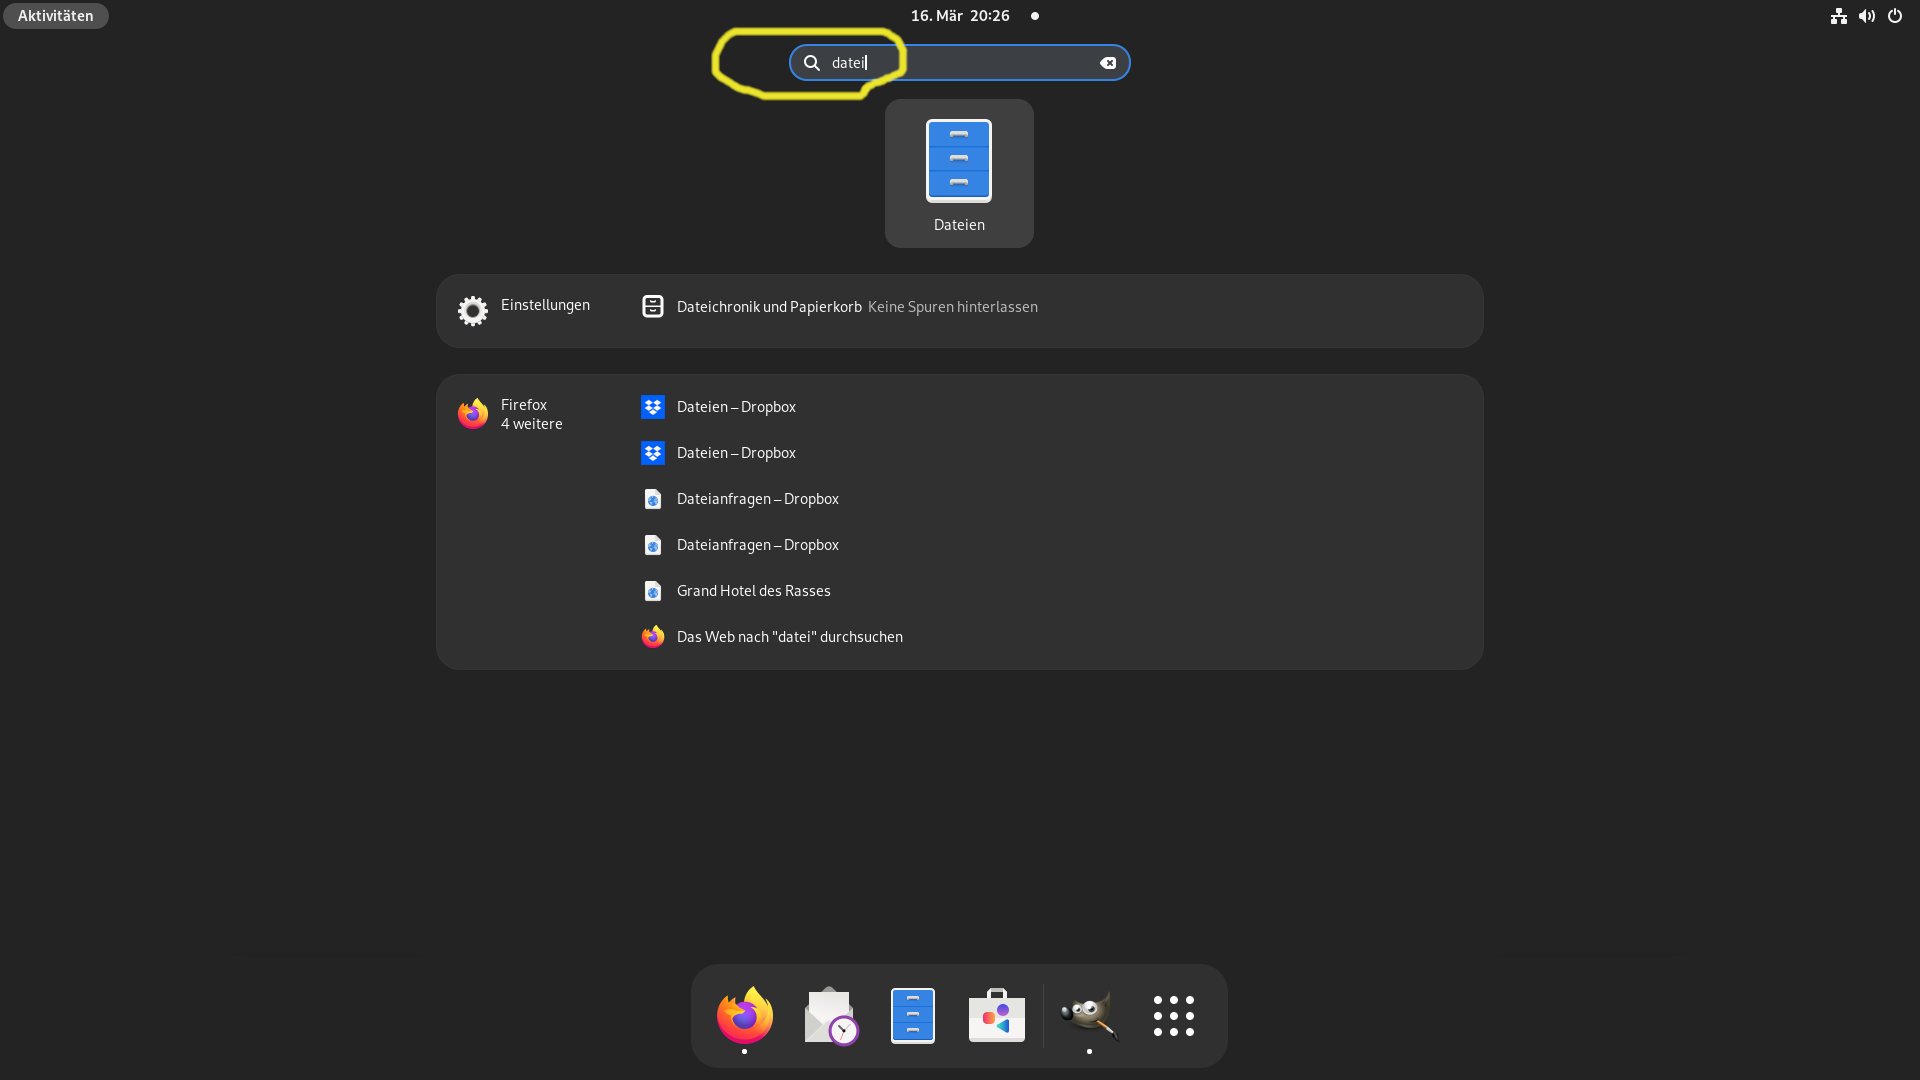 Aktivitäten
16. Mär 20:26
datei
Dateien
Einstellungen
Dateichronik und Papierkorb Keine Spuren hinterlassen
Firefox
4 weitere
Dateien – Dropbox
Dateien – Dropbox
Dateianfragen – Dropbox
Dateianfragen – Dropbox
Grand Hotel des Rasses
Das Web nach "datei" durchsuchen